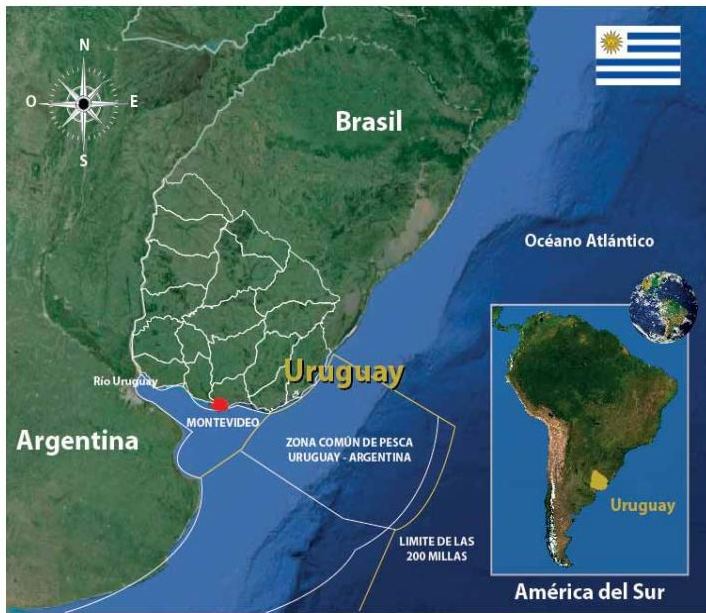 N
O
E
S
Brasil
Océano Atlántico
Uruguay
Río Uruguay
MONTEVIDEO
Argentina
ZONA COMÚN DE PESCA
URUGUAY - ARGENTINA
LIMITE DE LAS
200 MILLAS
Uruguay
América del Sur